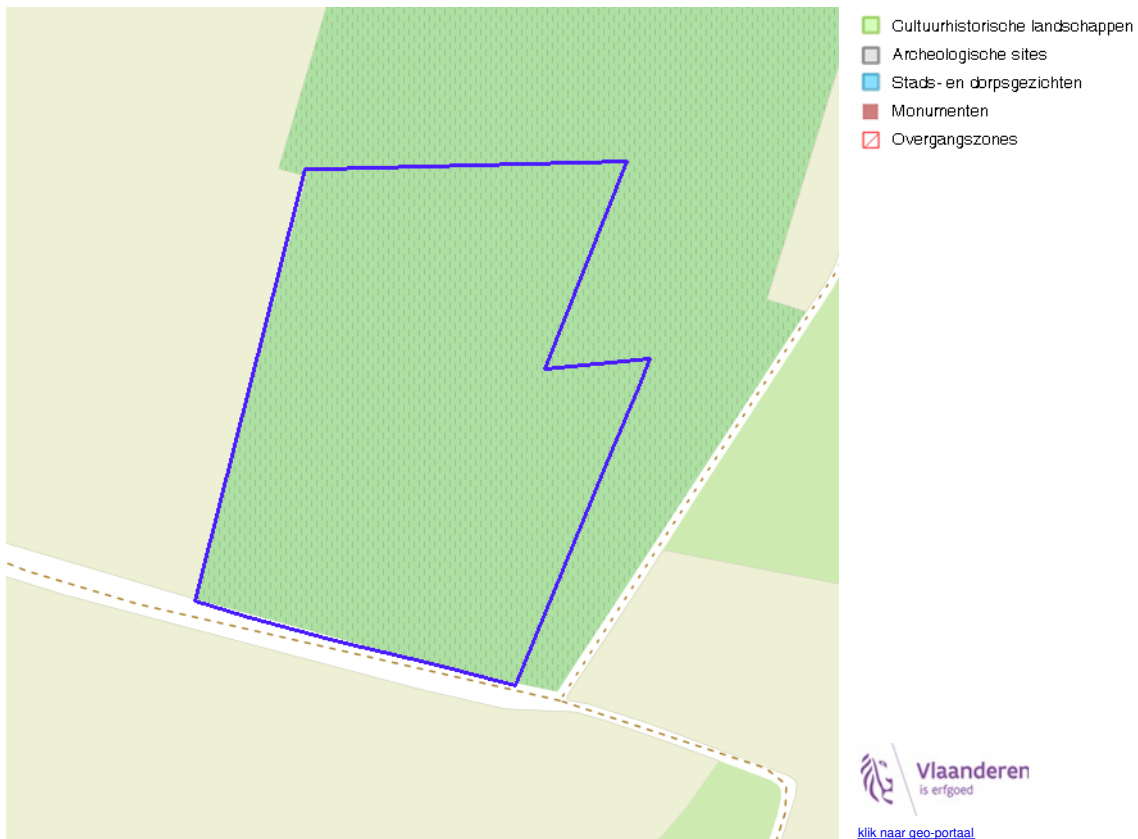 Cultuurhistorische landschappen
Archeologische sites
Stads- en dorpsgezichten
Monumenten
Overgangszones
Vlaanderen
is erfgoed
klik naar geo-portaal